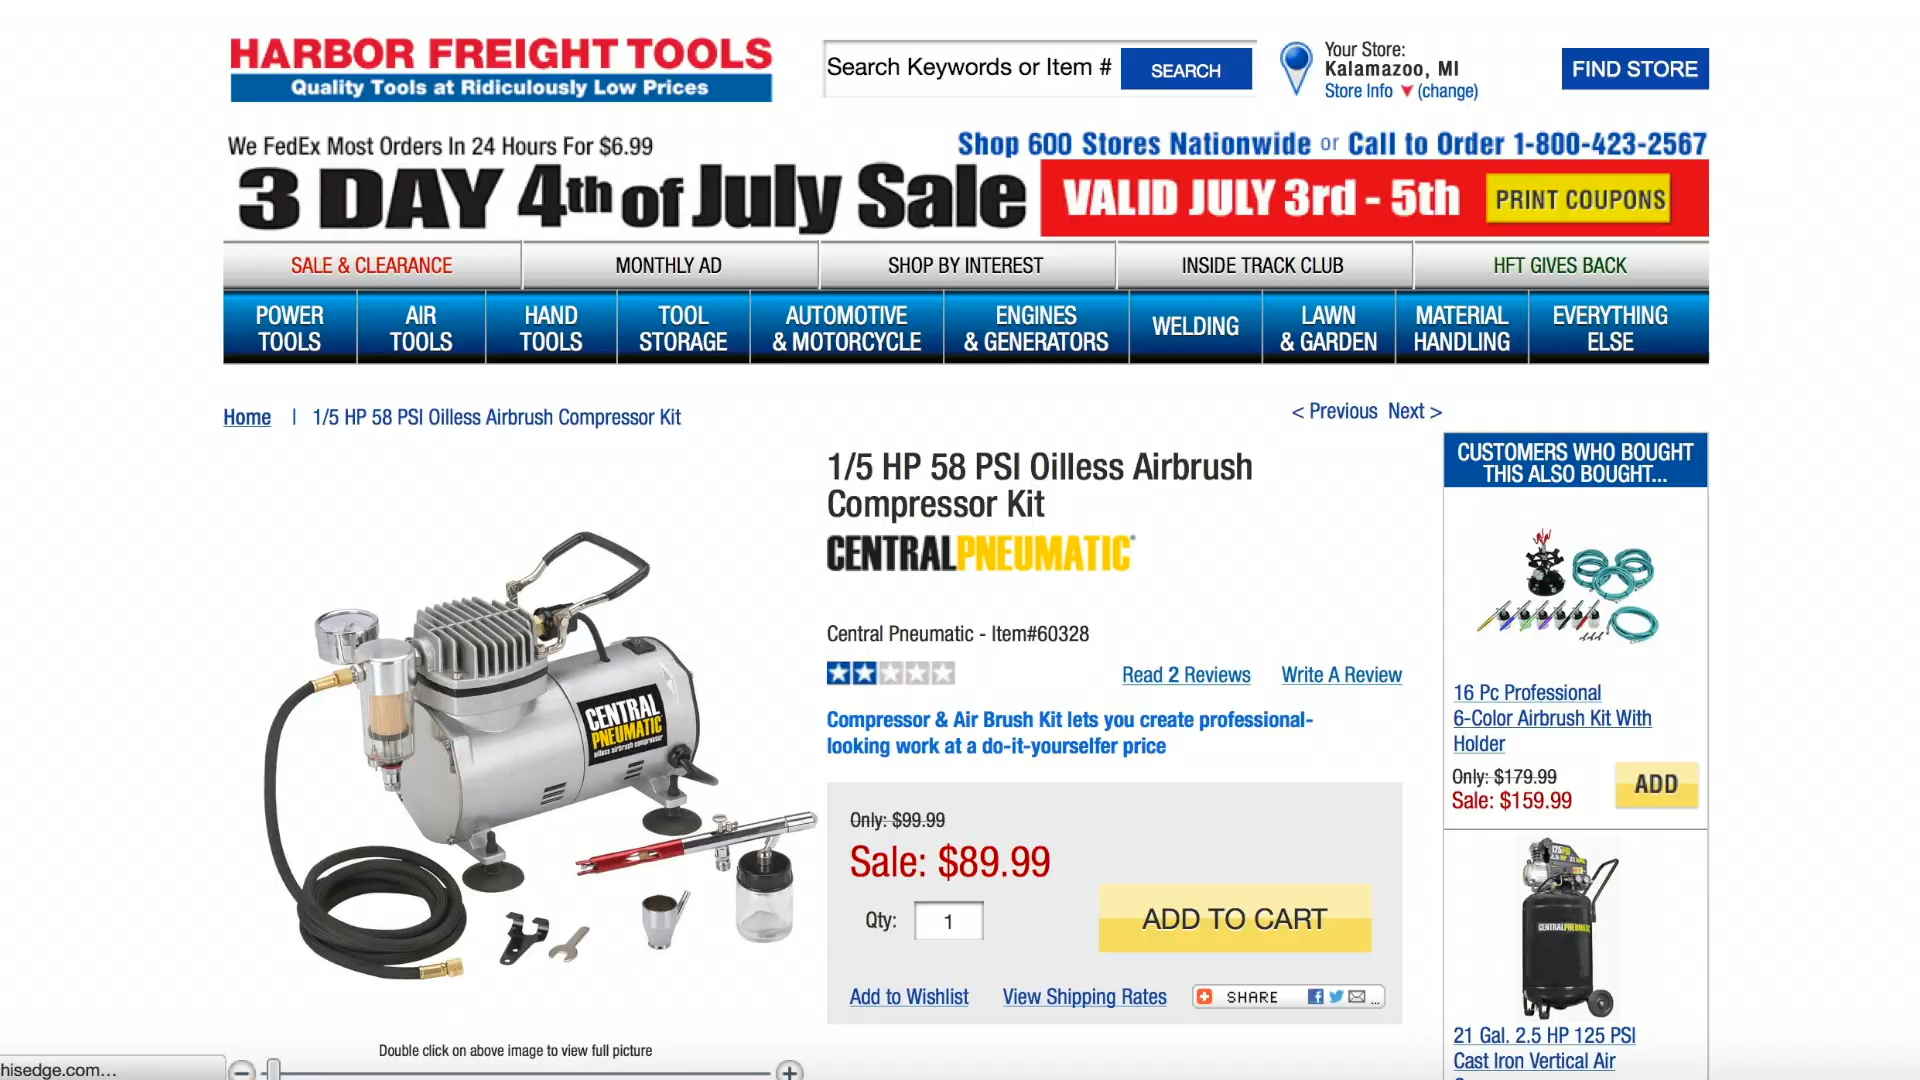 HARBOR FREIGHT TOOLS
Quality Tools at Ridiculously Low Prices
Search Keywords or Item #
SEARCH
Your Store:
Kalamazoo, MI
Store Info (change)
FIND STORE
We FedEx Most Orders In 24 Hours For $6.99
Shop 600 Stores Nationwide or Call to Order 1-800-423-2567
3 DAY 4th of July Sale
VALID JULY 3rd - 5th
PRINT COUPONS
SALE & CLEARANCE
MONTHLY AD
SHOP BY INTEREST
INSIDE TRACK CLUB
HFT GIVES BACK
POWER
TOOLS
AIR
TOOLS
HAND
TOOLS
TOOL
STORAGE
AUTOMOTIVE
& MOTORCYCLE
ENGINES
& GENERATORS
WELDING
LAWN
& GARDEN
MATERIAL
HANDLING
EVERYTHING
ELSE
Home | 1/5 HP 58 PSI Oilless Airbrush Compressor Kit
< Previous Next >
1/5 HP 58 PSI Oilless Airbrush
Compressor Kit
CENTRALPNEUMATIC®
Central Pneumatic - Item#60328
Read 2 Reviews
Write A Review
Compressor & Air Brush Kit lets you create professional-
looking work at a do-it-yourselfer price
Only: $99.99
Sale: $89.99
Qty: 1
ADD TO CART
Add to Wishlist
View Shipping Rates
SHARE ...
CENTRAL
PNEUMATIC
oilless airbrush compressor
Double click on above image to view full picture
hisedge.com...
CUSTOMERS WHO BOUGHT
THIS ALSO BOUGHT...
16 Pc Professional
6-Color Airbrush Kit With
Holder
Only: $179.99
Sale: $159.99
ADD
CENTRALPNEUMATIC
21 Gal. 2.5 HP 125 PSI
Cast Iron Vertical Air